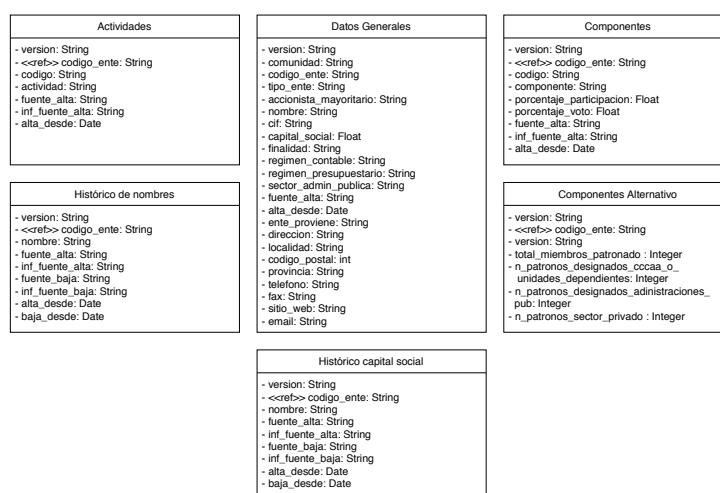 Actividades
- version: String
- <<ref>> codigo_ente: String
- codigo: String
- actividad: String
- fuente_alta: String
- inf_fuente_alta: String
- alta_desde: Date
Datos Generales
- version: String
- comunidad: String
- codigo_ente: String
- tipo_ente: String
- accionista_mayoritario: String
- nombre: String
- cif: String
- capital_social: Float
- finalidad: String
- regimen_contable: String
- regimen_presupuestario: String
- sector_admin_publica: String
- fuente_alta: String
- alta_desde: Date
- ente_proviene: String
- direccion: String
- localidad: String
- codigo_postal: int
- provincia: String
- telefono: String
- fax: String
- sitio_web: String
- email: String
Componentes
- version: String
- <<ref>> codigo_ente: String
- codigo: String
- componente: String
- porcentaje_participacion: Float
- porcentaje_voto: Float
- fuente_alta: String
- inf_fuente_alta: String
- alta_desde: Date
Histórico de nombres
- version: String
- <<ref>> codigo_ente: String
- nombre: String
- fuente_alta: String
- inf_fuente_alta: String
- fuente_baja: String
- inf_fuente_baja: String
- alta_desde: Date
- baja_desde: Date
Componentes Alternativo
- version: String
- <<ref>> codigo_ente: String
- version: String
- total_miembros_patronado : Integer
- n_patronos_designados_cccaa_o_
unidades_dependientes: Integer
- n_patronos_designados_adinistraciones_
pub: Integer
- n_patronos_sector_privado : Integer
Histórico capital social
- version: String
- <<ref>> codigo_ente: String
- nombre: String
- fuente_alta: String
- inf_fuente_alta: String
- fuente_baja: String
- inf_fuente_baja: String
- alta_desde: Date
- baja_desde: Date